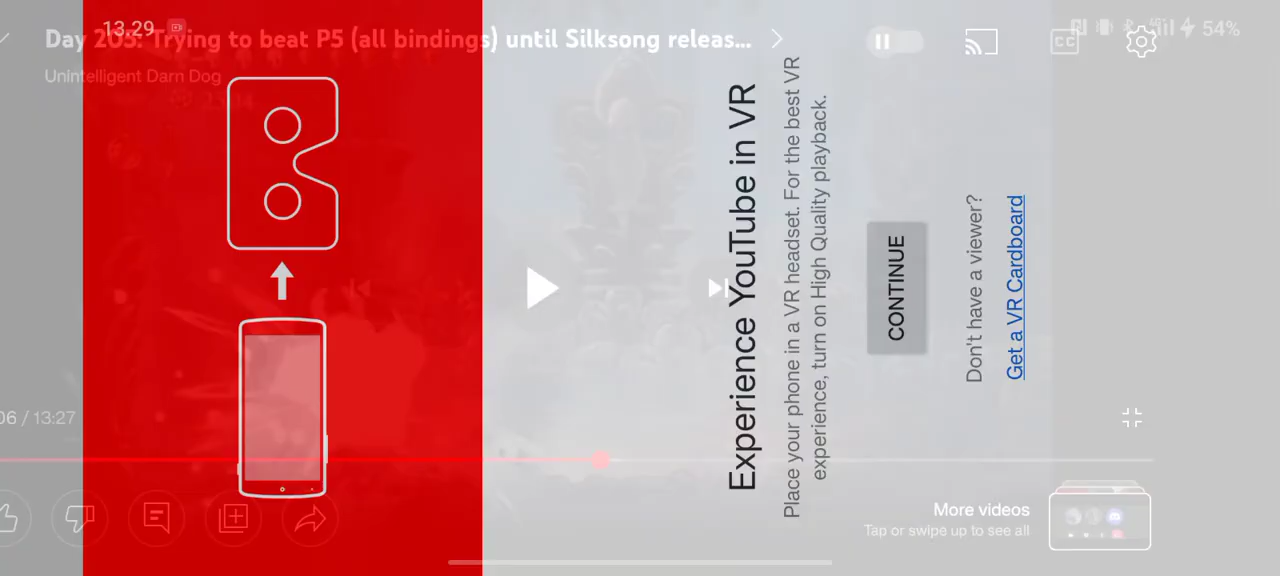 13.29
54%
Day 205: Trying to beat P5 (all bindings) until Silksong releas...
Unintelligent Darn Dog
CC
Experience YouTube in VR
Place your phone in a VR headset. For the best VR
experience, turn on High Quality playback.
CONTINUE
Don't have a viewer?
Get a VR Cardboard
06 / 13:27
More videos
Tap or swipe up to see all